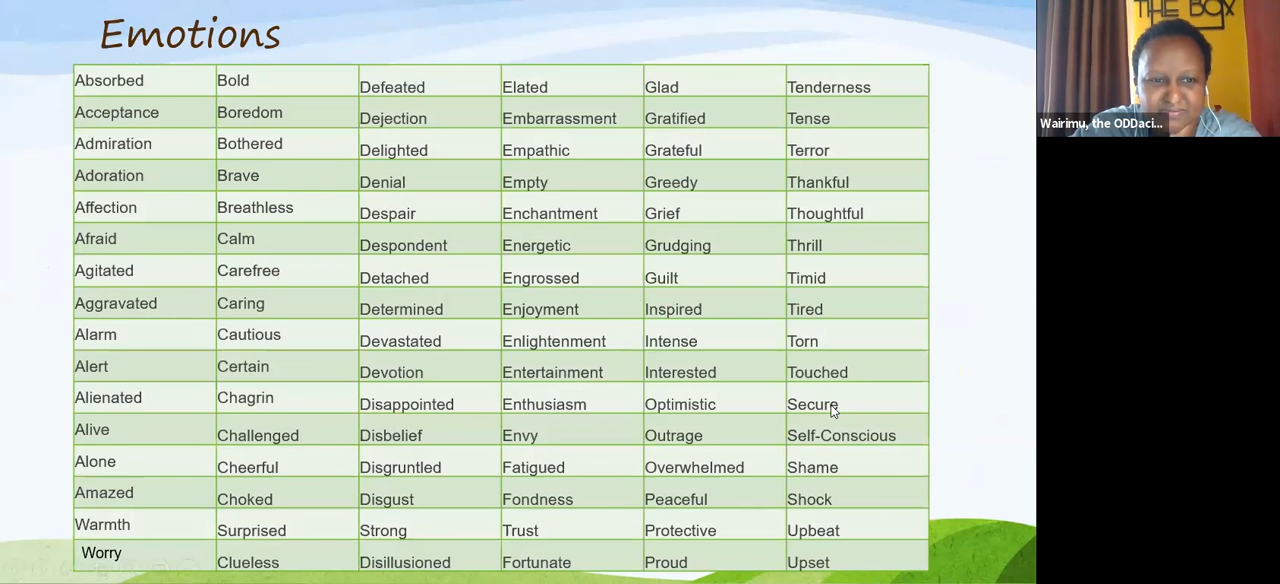 Emotions
Absorbed Bold Defeated Elated Glad Tenderness
Acceptance Boredom Dejection Embarrassment Gratified Tense
Admiration Bothered Delighted Empathic Grateful Terror
Adoration Brave Denial Empty Greedy Thankful
Affection Breathless Despair Enchantment Grief Thoughtful
Afraid Calm Despondent Energetic Grudging Thrill
Agitated Carefree Detached Engrossed Guilt Timid
Aggravated Caring Determined Enjoyment Inspired Tired
Alarm Cautious Devastated Enlightenment Intense Torn
Alert Certain Devotion Entertainment Interested Touched
Alienated Chagrin Disappointed Enthusiasm Optimistic Secure
Alive Challenged Disbelief Envy Outrage Self-Conscious
Alone Cheerful Disgruntled Fatigued Overwhelmed Shame
Amazed Choked Disgust Fondness Peaceful Shock
Warmth Surprised Strong Trust Protective Upbeat
Worry Clueless Disillusioned Fortunate Proud Upset
THE BOX
Wairimu, the ODDaci...